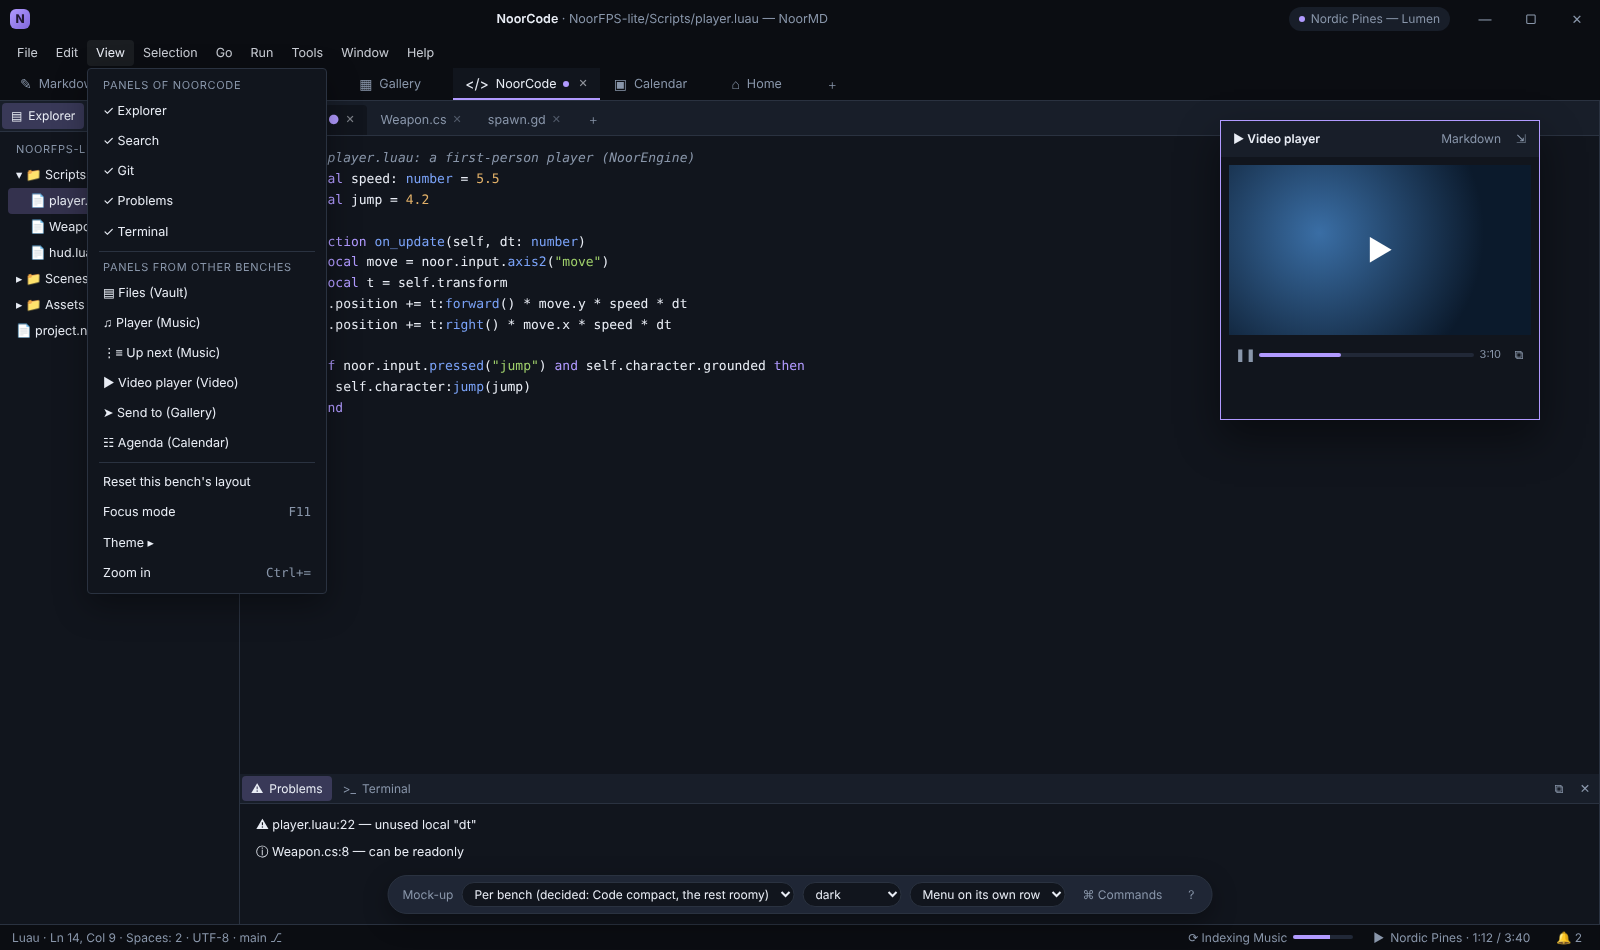 N
NoorCode · NoorFPS-lite/Scripts/player.luau — NoorMD
Nordic Pines — Lumen
File Edit View Selection Go Run Tools Window Help
Markdow
Gallery
NoorCode
Calendar
Home
+
Explorer
PANELS OF NOORCODE
✓ Explorer
✓ Search
✓ Git
✓ Problems
✓ Terminal
PANELS FROM OTHER BENCHES
Files (Vault)
Player (Music)
Up next (Music)
Video player (Video)
Send to (Gallery)
Agenda (Calendar)
Reset this bench's layout
Focus mode F11
Theme ▸
Zoom in Ctrl+=
NOORFPS-L
Scripts
player.
Weapo
hud.lua
Scenes
Assets
project.n
Weapon.cs
spawn.gd
+
player.luau: a first-person player (NoorEngine)
al speed: number = 5.5
al jump = 4.2
ction on_update(self, dt: number)
ocal move = noor.input.axis2("move")
ocal t = self.transform
.position += t:forward() * move.y * speed * dt
.position += t:right() * move.x * speed * dt
f noor.input.pressed("jump") and self.character.grounded then
self.character:jump(jump)
nd
Video player
Markdown
3:10
Problems
>_ Terminal
player.luau:22 — unused local "dt"
Weapon.cs:8 — can be readonly
Mock-up
Per bench (decided: Code compact, the rest roomy)
dark
Menu on its own row
⌘ Commands
?
Luau · Ln 14, Col 9 · Spaces: 2 · UTF-8 · main
Indexing Music
Nordic Pines · 1:12 / 3:40
2